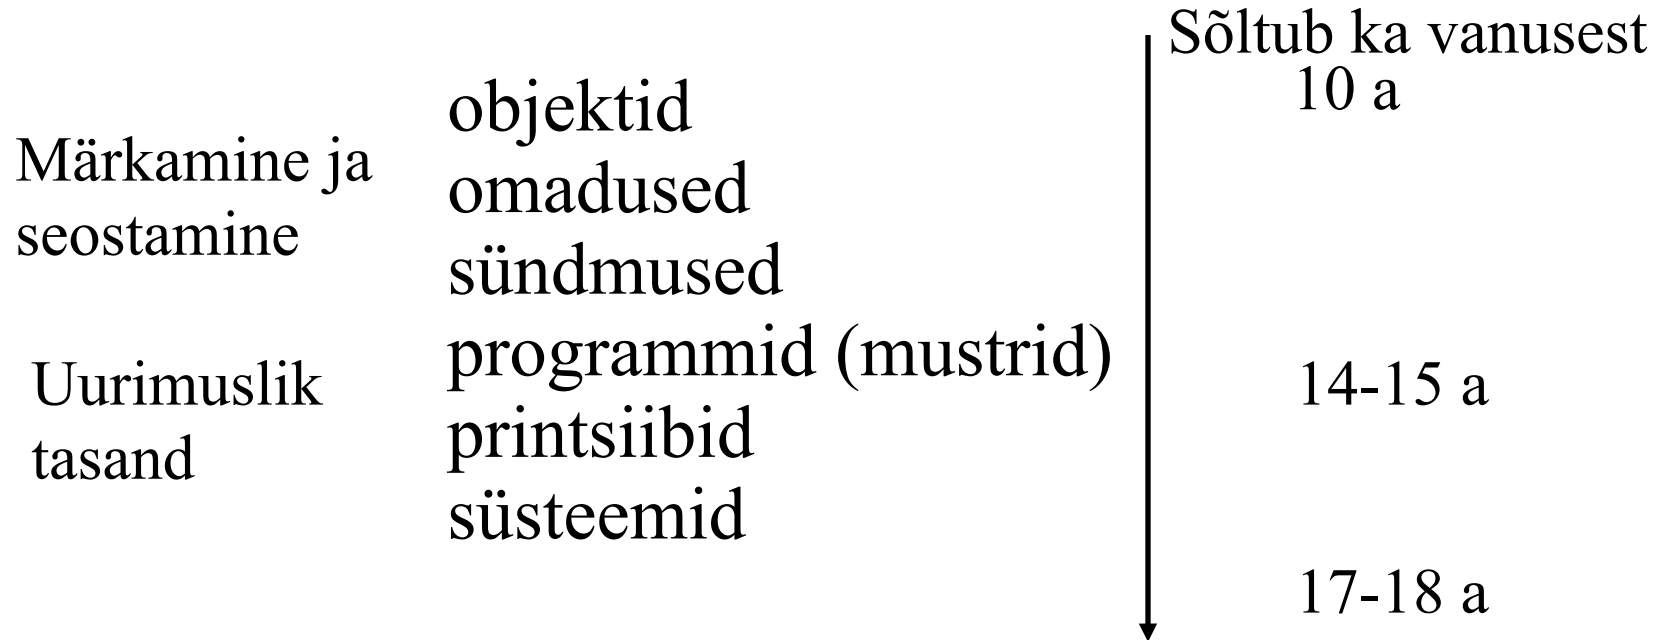 Märkamine ja
seostamine
Uurimuslik
tasand
objektid
omadused
sündmused
programmid (mustrid)
printsiibid
süsteemid
Sõltub ka vanusest
10 a
14-15 a
17-18 a